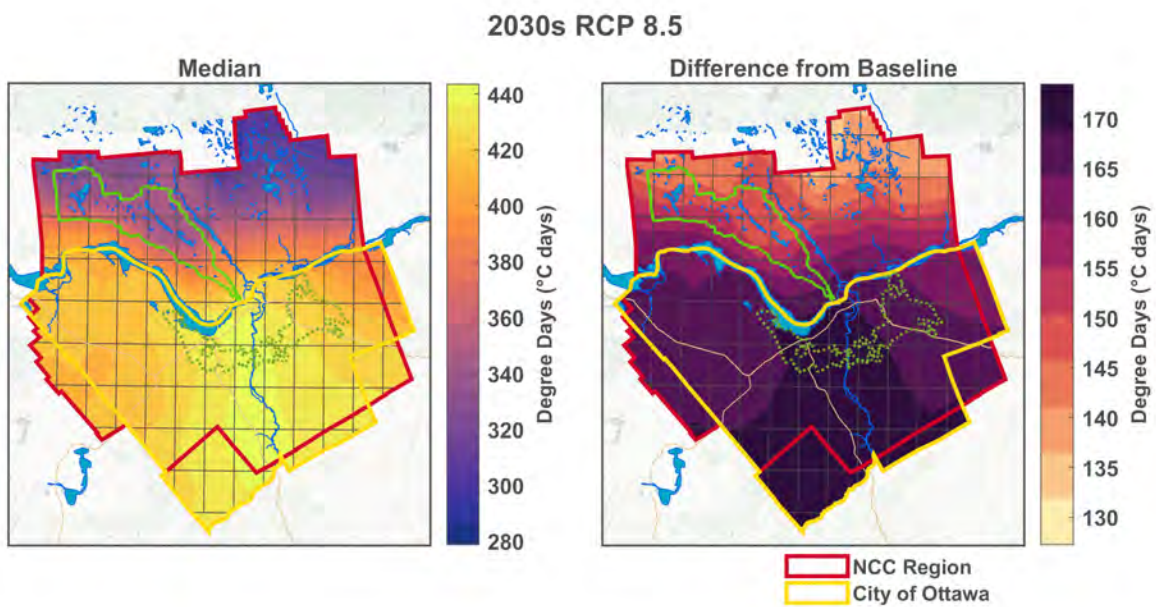 2030s RCP 8.5
Median
440
420
400
380
360
340
320
300
280
Degree Days (°C days)
Difference from Baseline
170
165
160
155
150
145
140
135
130
Degree Days (°C days)
NCC Region
City of Ottawa